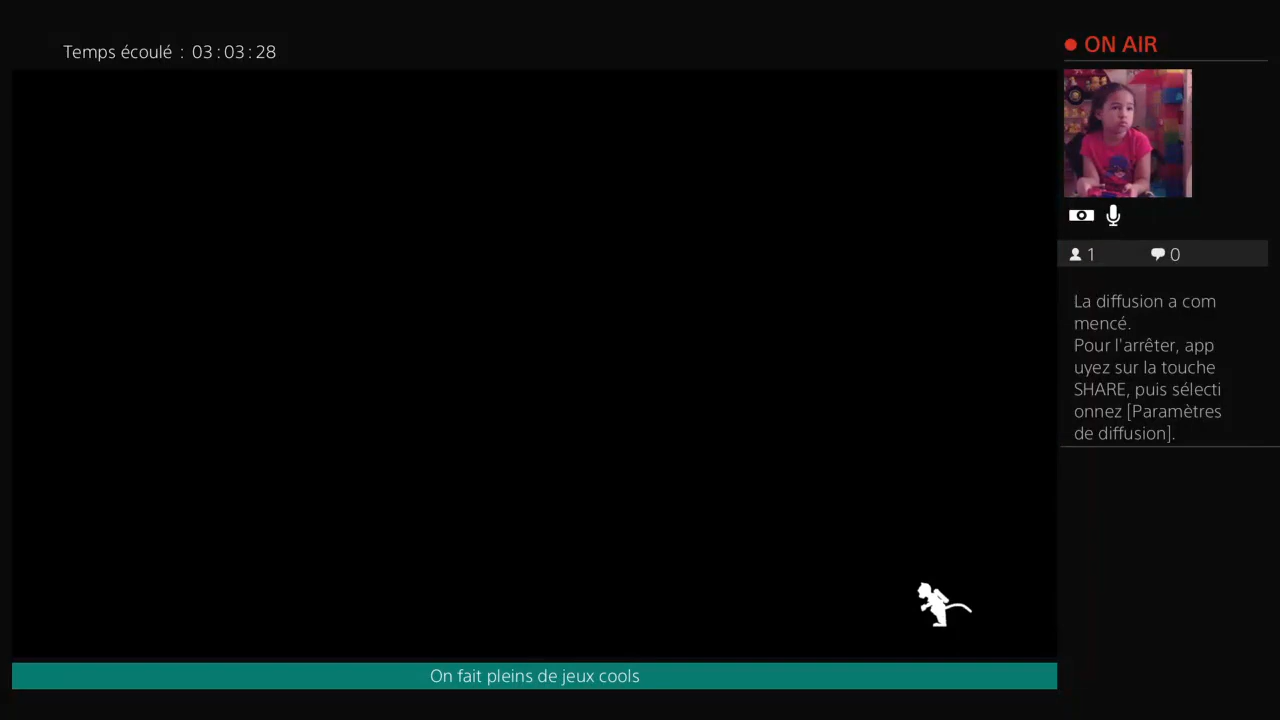 Temps écoulé : 03:03:28
ON AIR
1 0
La diffusion a com
mencé.
Pour l'arrêter, app
uyez sur la touche
SHARE, puis sélecti
onnez [Paramètres
de diffusion].
On fait pleins de jeux cools